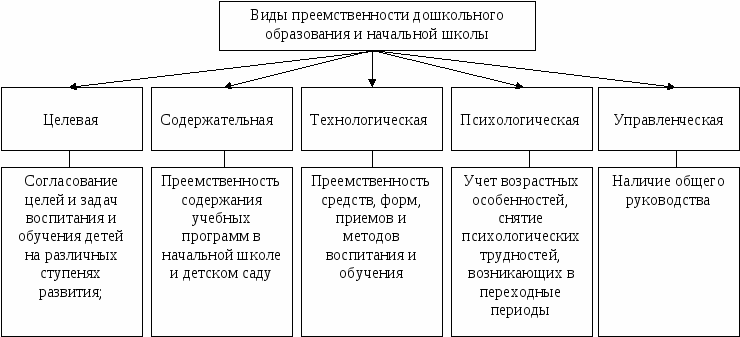 Виды преемственности дошкольного
образования и начальной школы
Целевая
Содержательная
Технологическая
Психологическая
Управленческая
Согласование
целей и задач
воспитания и
обучения детей
на различных
ступенях
развития;
Преемственность
содержания
учебных
программ в
начальной школе
и детском саду
Преемственность
средств, форм,
приемов и
методов
воспитания и
обучения
Учет возрастных
особенностей,
снятие
психологических
трудностей,
возникающих в
переходные
периоды
Наличие общего
руководства